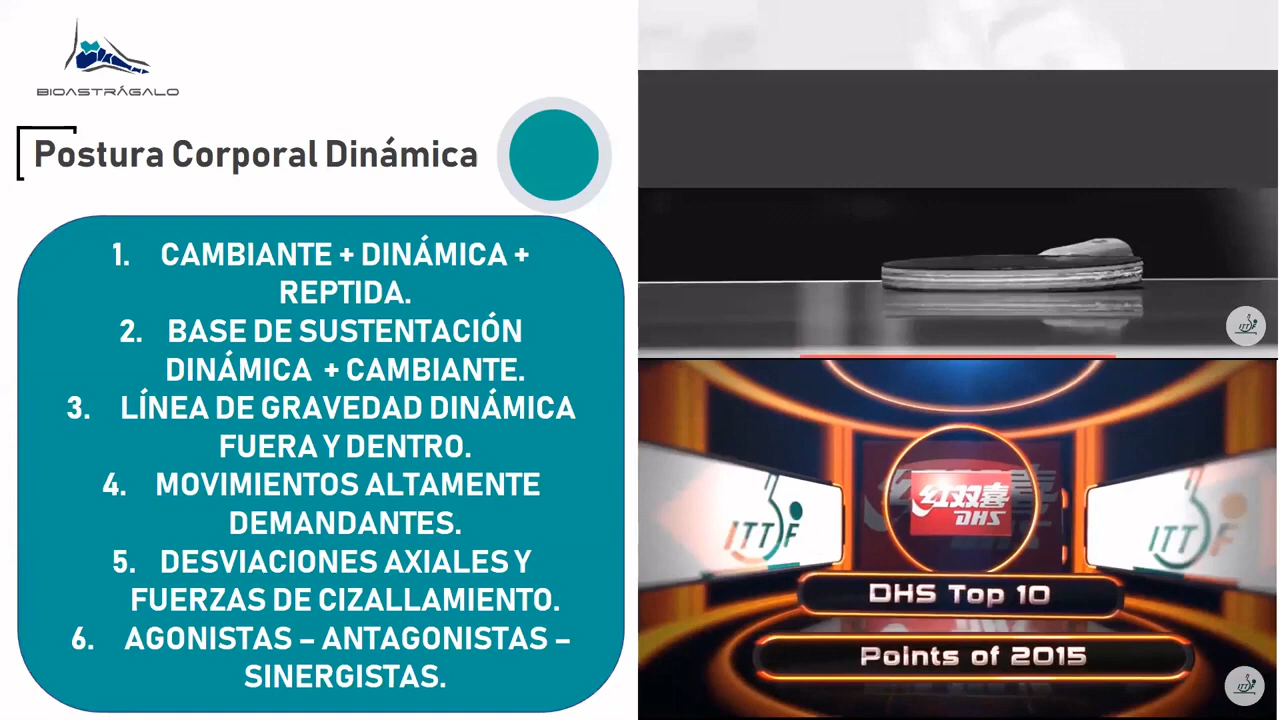 BIOASTRÁGALO
Postura Corporal Dinámica
1. CAMBIANTE + DINÁMICA +
REPTIDA.
2. BASE DE SUSTENTACIÓN
DINÁMICA + CAMBIANTE.
3. LÍNEA DE GRAVEDAD DINÁMICA
FUERA Y DENTRO.
4. MOVIMIENTOS ALTAMENTE
DEMANDANTES.
5. DESVIACIONES AXIALES Y
FUERZAS DE CIZALLAMIENTO.
6. AGONISTAS – ANTAGONISTAS –
SINERGISTAS.
ITTF
ITTF
红双喜
DHS
ITTF
DHS Top 10
Points of 2015
ITTF